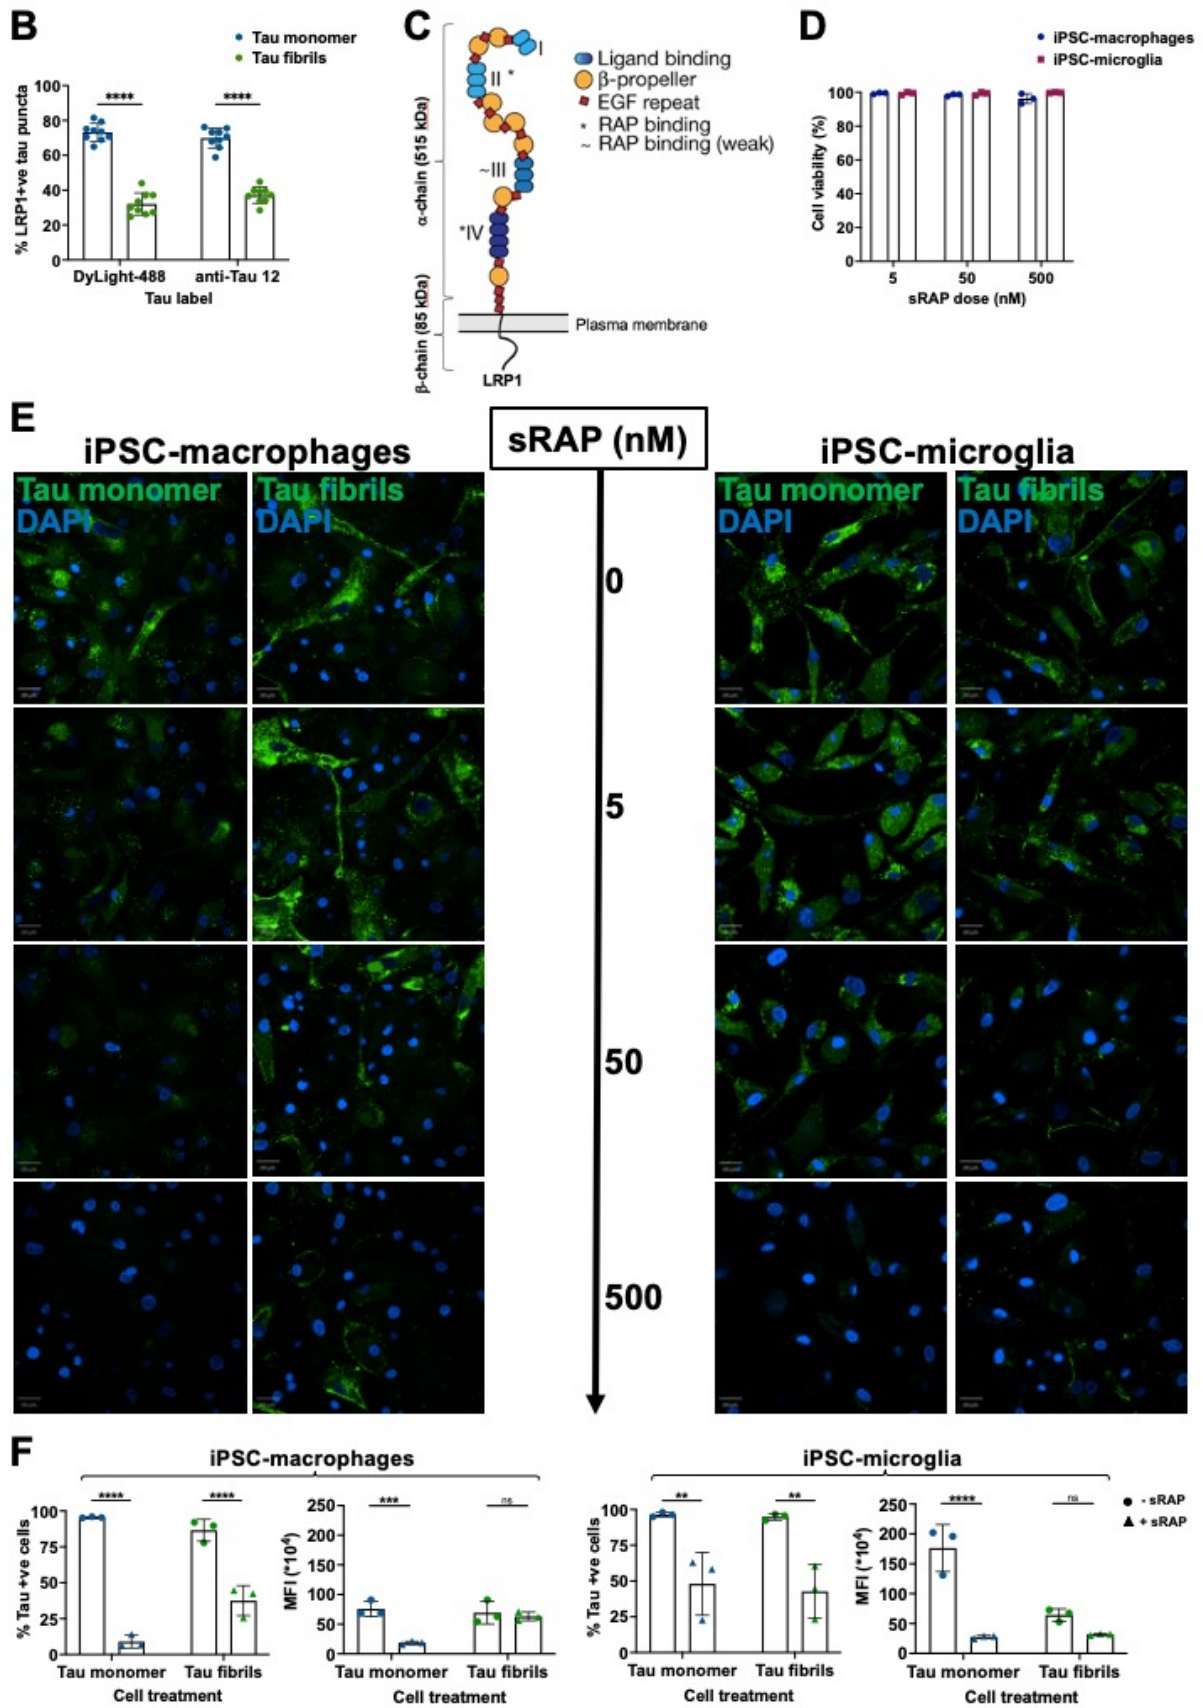 B
Tau monomer
Tau fibrils
****
****
100
80
60
40
20
0
% LRP1+ve tau puncta
DyLight-488
anti-Tau 12
Tau label
C
I
II *
~III
*IV
α-chain (515 kDa)
β-chain (85 kDa)
Ligand binding
β-propeller
EGF repeat
* RAP binding
~ RAP binding (weak)
Plasma membrane
LRP1
D
iPSC-macrophages
iPSC-microglia
100
80
60
40
20
0
Cell viability (%)
5
50
500
sRAP dose (nM)
E
iPSC-macrophages
sRAP (nM)
iPSC-microglia
Tau monomer
DAPI
Tau fibrils
DAPI
Tau monomer
DAPI
Tau fibrils
DAPI
0
5
50
500
F
iPSC-macrophages
iPSC-microglia
- sRAP
+ sRAP
****
****
100
75
50
25
0
% Tau +ve cells
Tau monomer
Tau fibrils
Cell treatment
***
ns
250
200
150
100
50
0
MFI (*10⁴)
Tau monomer
Tau fibrils
Cell treatment
**
**
100
75
50
25
0
% Tau +ve cells
Tau monomer
Tau fibrils
Cell treatment
****
ns
250
200
150
100
50
0
MFI (*10⁴)
Tau monomer
Tau fibrils
Cell treatment